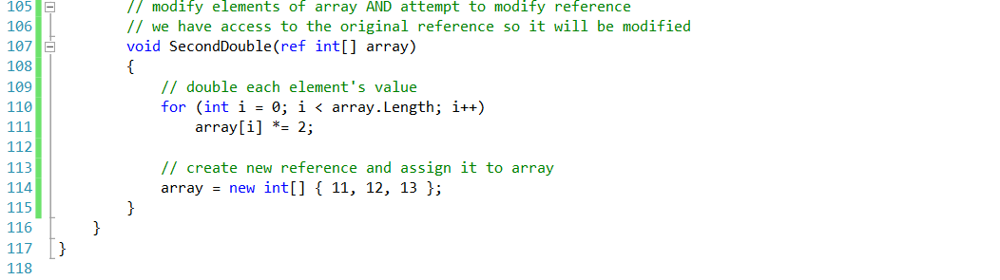 105 // modify elements of array AND attempt to modify reference
106 // we have access to the original reference so it will be modified
107 void SecondDouble(ref int[] array)
108 {
109 // double each element's value
110 for (int i = 0; i < array.Length; i++)
111 array[i] *= 2;
112
113 // create new reference and assign it to array
114 array = new int[] { 11, 12, 13 };
115 }
116 }
117 }
118